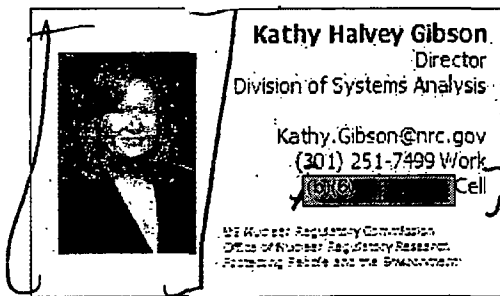 Kathy Halvey Gibson
Director
Division of Systems Analysis
Kathy.Gibson@nrc.gov
(301) 251-7499 Work
(b)(6) Cell
US Nuclear Regulatory Commission
Office of Nuclear Regulatory Research
Protecting People and the Environment